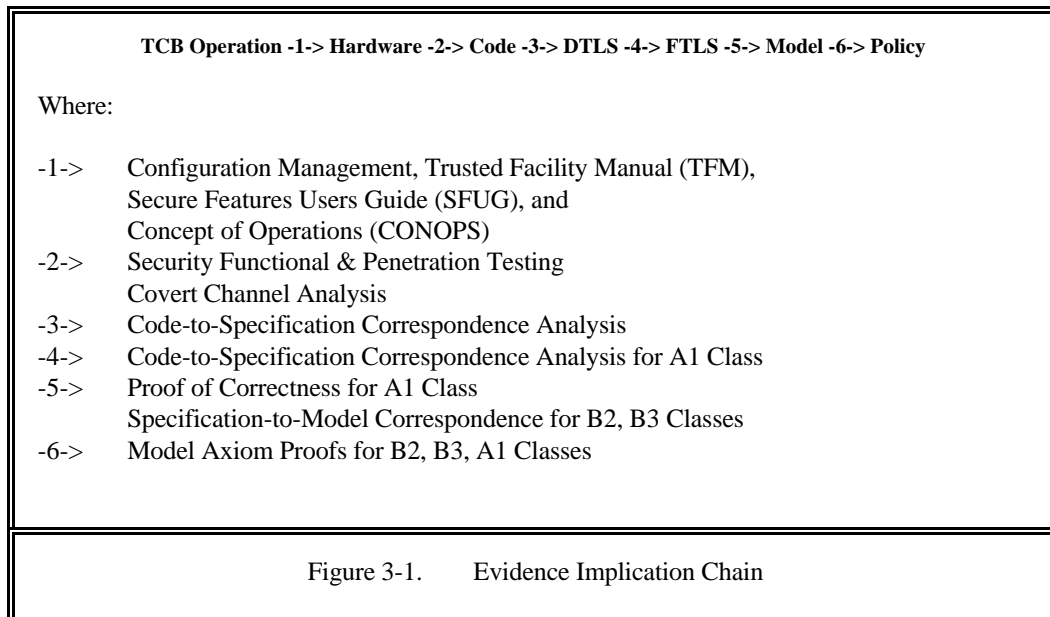 TCB Operation -1-> Hardware -2-> Code -3-> DTLS -4-> FTLS -5-> Model -6-> Policy
Where:
-1-> Configuration Management, Trusted Facility Manual (TFM),
Secure Features Users Guide (SFUG), and
Concept of Operations (CONOPS)
-2-> Security Functional & Penetration Testing
Covert Channel Analysis
-3-> Code-to-Specification Correspondence Analysis
-4-> Code-to-Specification Correspondence Analysis for A1 Class
-5-> Proof of Correctness for A1 Class
Specification-to-Model Correspondence for B2, B3 Classes
-6-> Model Axiom Proofs for B2, B3, A1 Classes
Figure 3-1. Evidence Implication Chain